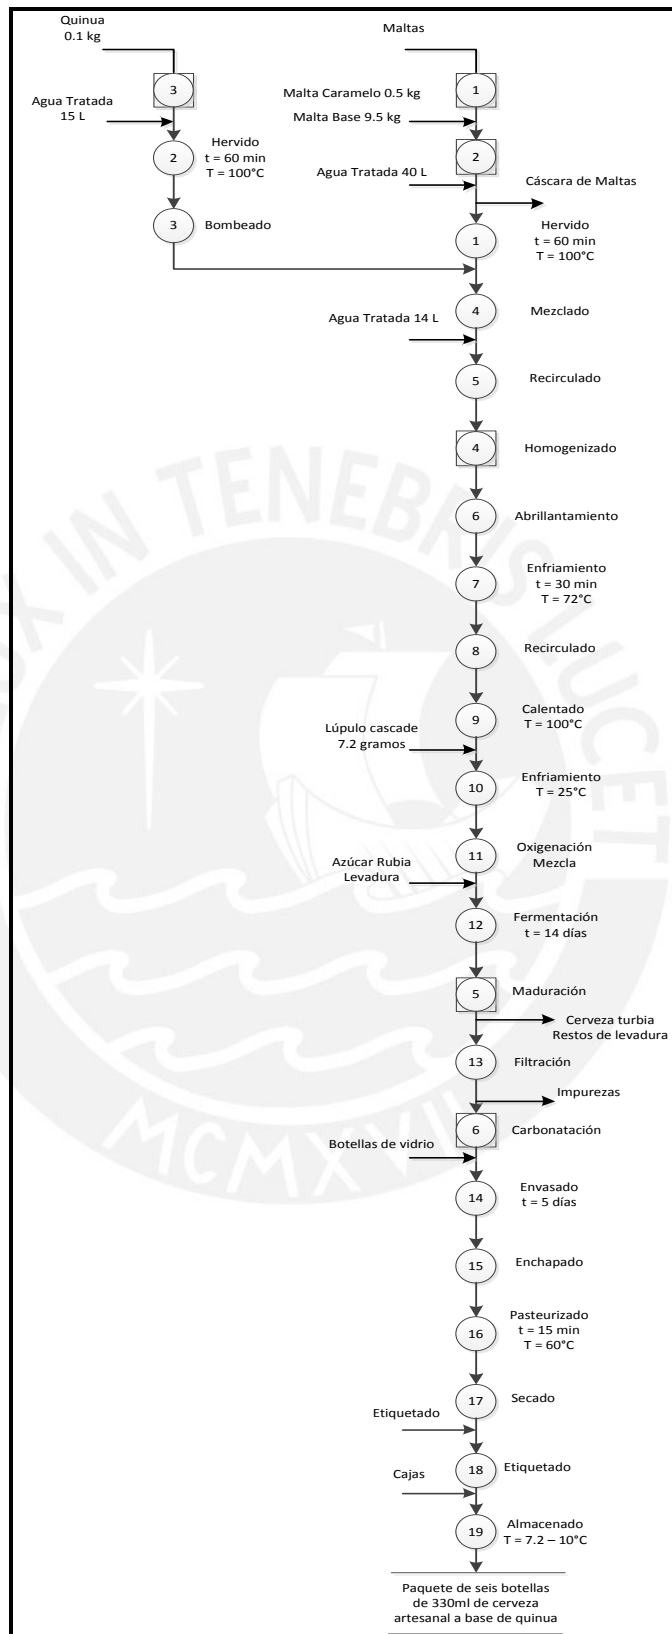 Quinua
0.1 kg
3
Agua Tratada
15 L
2
Hervido
t = 60 min
T = 100°C
3
Bombeado
Maltas
1
Malta Caramelo 0.5 kg
Malta Base 9.5 kg
2
Agua Tratada 40 L
Cáscara de Maltas
1
Hervido
t = 60 min
T = 100°C
4
Mezclado
Agua Tratada 14 L
5
Recirculado
4
Homogenizado
6
Abrillantamiento
7
Enfriamiento
t = 30 min
T = 72°C
8
Recirculado
9
Calentado
T = 100°C
Lúpulo cascade
7.2 gramos
10
Enfriamiento
T = 25°C
11
Oxigenación
Mezcla
Azúcar Rubia
Levadura
12
Fermentación
t = 14 días
5
Maduración
Cerveza turbia
Restos de levadura
13
Filtración
Impurezas
6
Carbonatación
Botellas de vidrio
14
Envasado
t = 5 días
15
Enchapado
16
Pasteurizado
t = 15 min
T = 60°C
17
Secado
Etiquetado
18
Etiquetado
Cajas
19
Almacenado
T = 7.2 – 10°C
Paquete de seis botellas
de 330ml de cerveza
artesanal a base de quinua
UX IN TENEBRIS LUCET
MCMXVII